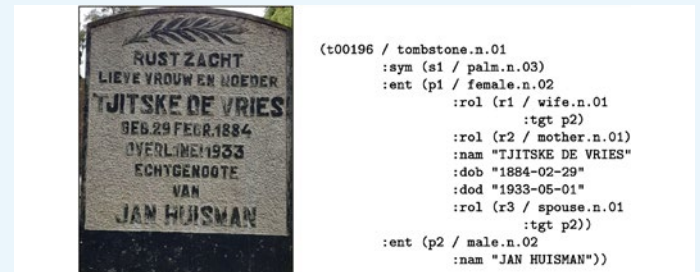 RUST ZACHT
LIEVE VROUW EN MOEDER
TJITSKE DE VRIES
GEB. 29 FEBR. 1884
OVERL. 1 MEI 1933
ECHTGENOOTE
VAN
JAN HUISMAN
(t00196 / tombstone.n.01
:sym (s1 / palm.n.03)
:ent (p1 / female.n.02
:rol (r1 / wife.n.01
:tgt p2)
:rol (r2 / mother.n.01)
:nam "TJITSKE DE VRIES"
:dob "1884-02-29"
:dod "1933-05-01"
:rol (r3 / spouse.n.01
:tgt p2))
:ent (p2 / male.n.02
:nam "JAN HUISMAN"))